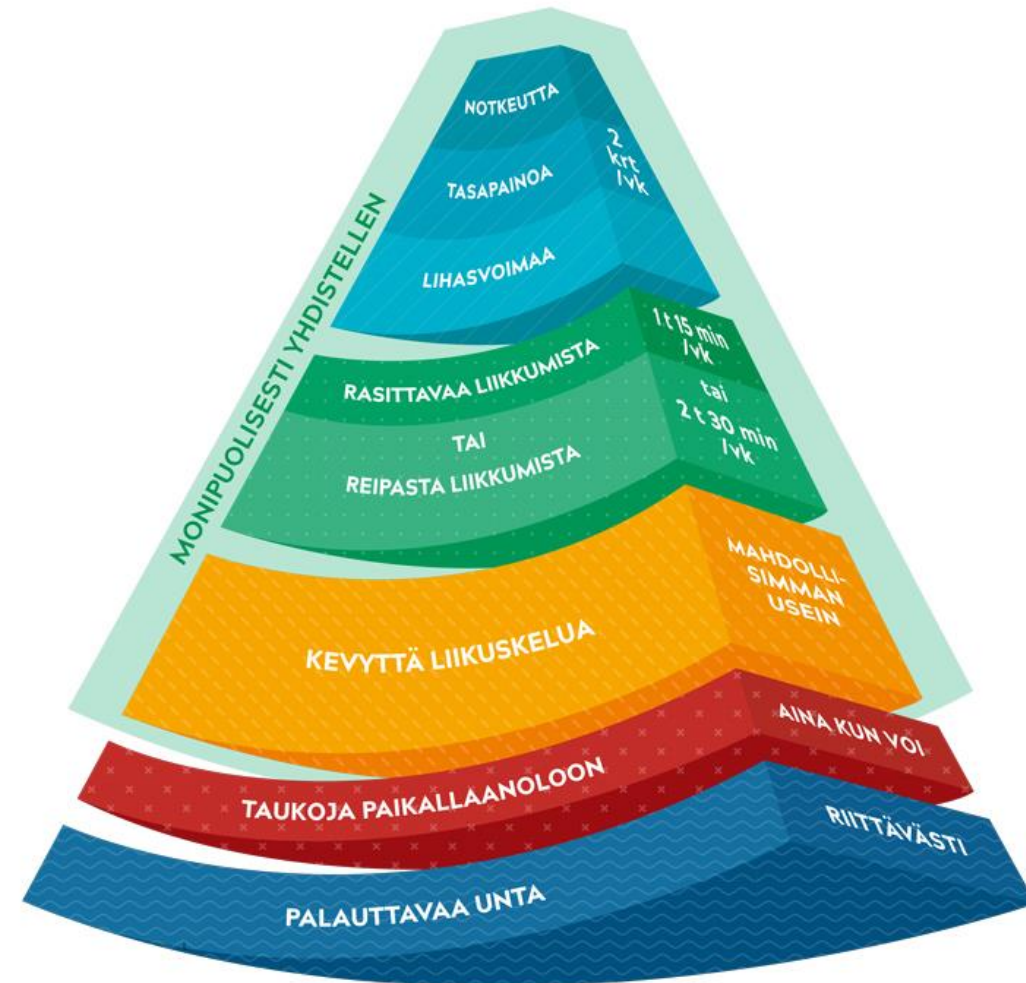 MONIPUOLISESTI YHDISTELLEN
NOTKEUTTA
TASAPAINOA
LIHASVOIMAA
2
krt
/vk
RASITTAVAA LIIKKUMISTA
TAI
REIPASTA LIIKKUMISTA
1 t 15 min
/vk
tai
2 t 30 min
/vk
KEVYTTÄ LIIKUSKELUA
MAHDOLLI-
SIMMAN
USEIN
TAUKOJA PAIKALLAANOLOON
AINA KUN VOI
PALAUTTAVAA UNTA
RIITTÄVÄSTI